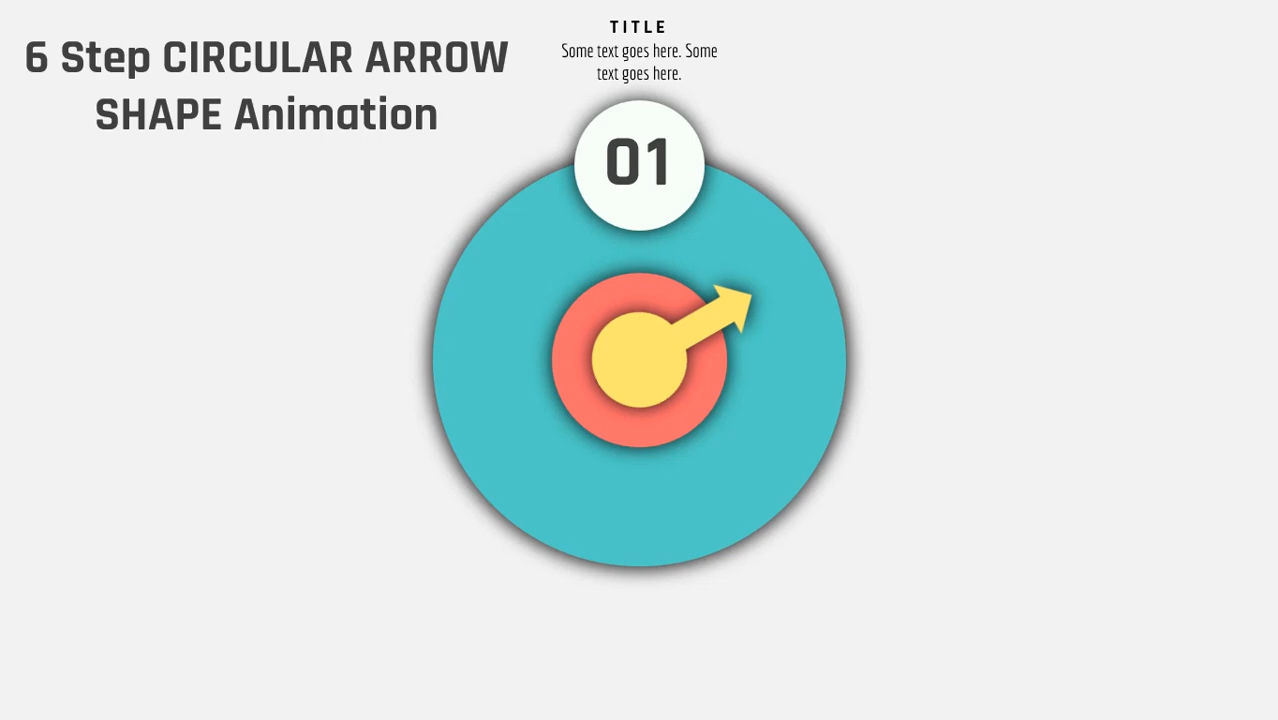 6 Step CIRCULAR ARROW
SHAPE Animation
TITLE
Some text goes here. Some
text goes here.
01